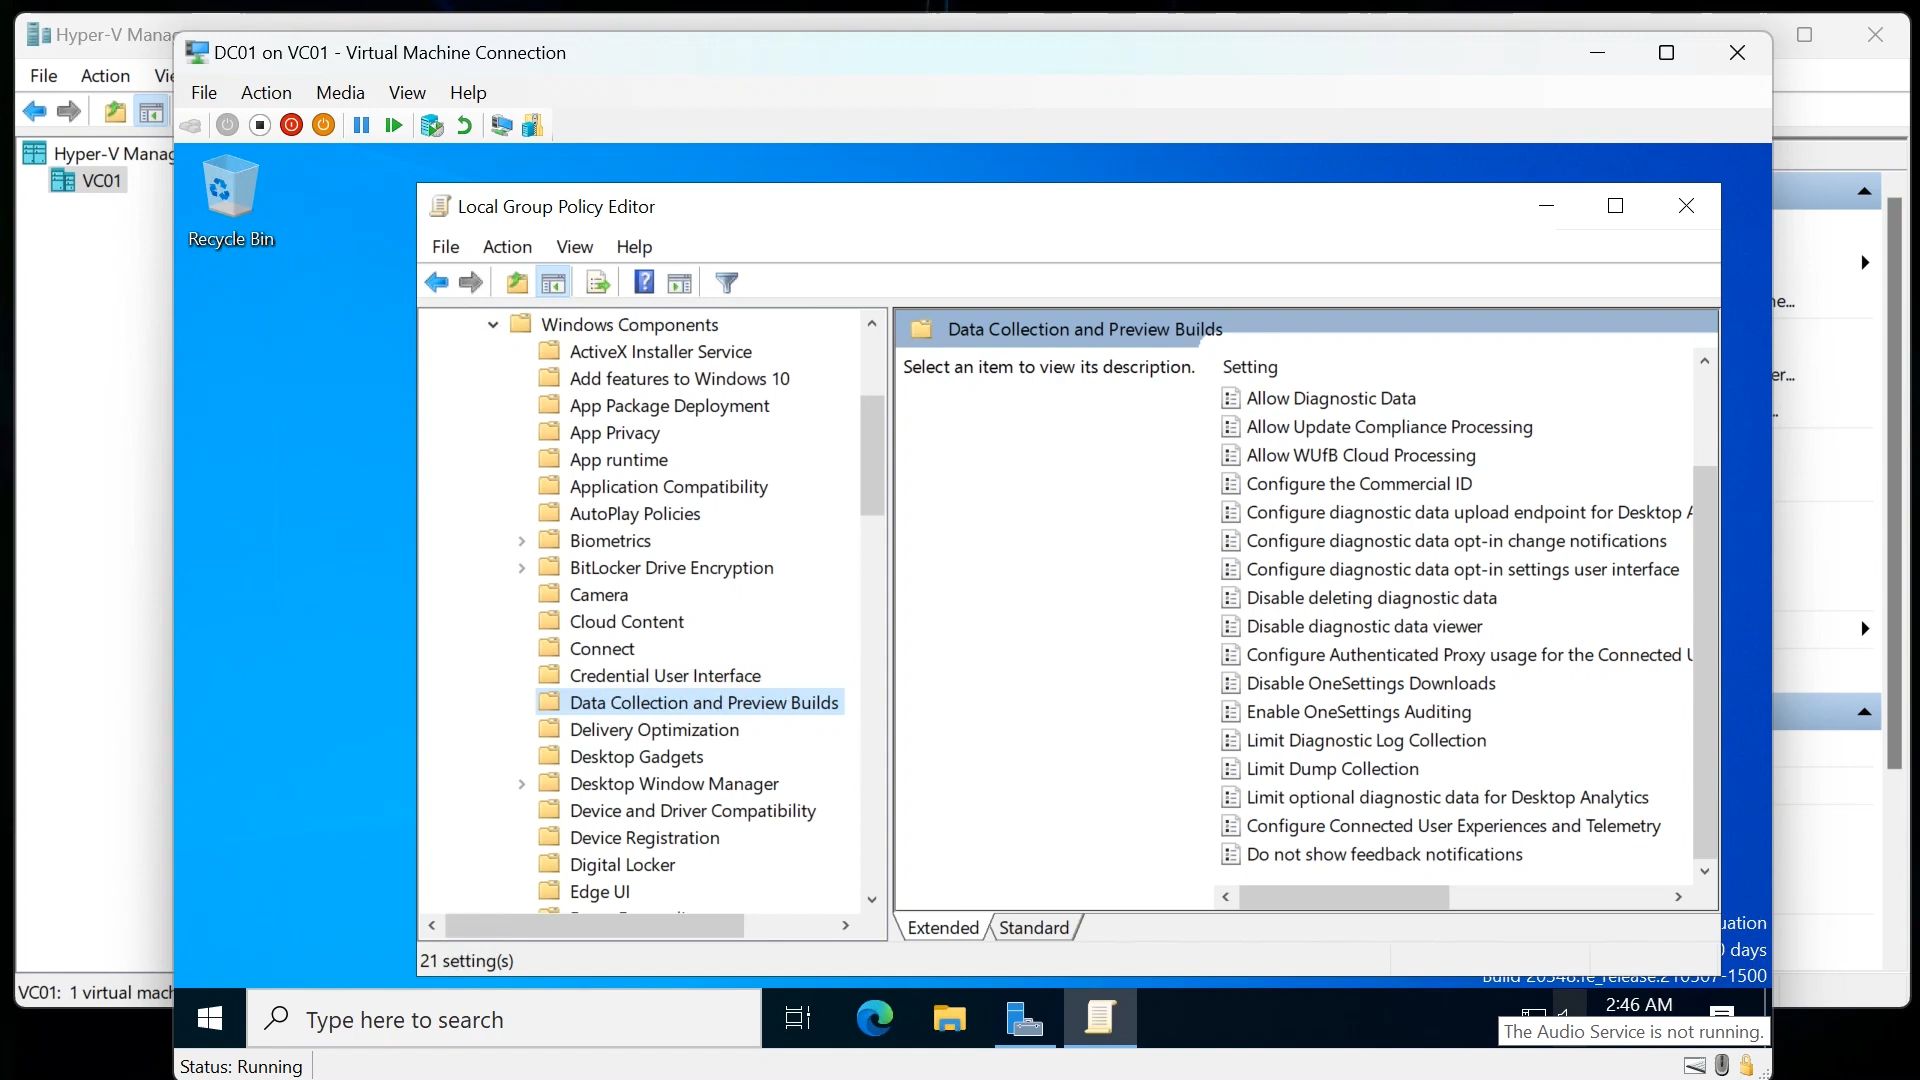 Hyper-V Mana
File Action Vi
Hyper-V Mana
VC01
VC01: 1 virtual mach
DC01 on VC01 - Virtual Machine Connection
File Action Media View Help
Recycle Bin
Local Group Policy Editor
File Action View Help
Windows Components
ActiveX Installer Service
Add features to Windows 10
App Package Deployment
App Privacy
App runtime
Application Compatibility
AutoPlay Policies
Biometrics
BitLocker Drive Encryption
Camera
Cloud Content
Connect
Credential User Interface
Data Collection and Preview Builds
Delivery Optimization
Desktop Gadgets
Desktop Window Manager
Device and Driver Compatibility
Device Registration
Digital Locker
Edge UI
Data Collection and Preview Builds
Select an item to view its description.
Setting
Allow Diagnostic Data
Allow Update Compliance Processing
Allow WUfB Cloud Processing
Configure the Commercial ID
Configure diagnostic data upload endpoint for Desktop A
Configure diagnostic data opt-in change notifications
Configure diagnostic data opt-in settings user interface
Disable deleting diagnostic data
Disable diagnostic data viewer
Configure Authenticated Proxy usage for the Connected U
Disable OneSettings Downloads
Enable OneSettings Auditing
Limit Diagnostic Log Collection
Limit Dump Collection
Limit optional diagnostic data for Desktop Analytics
Configure Connected User Experiences and Telemetry
Do not show feedback notifications
Extended Standard
21 setting(s)
ne...
er...
uation
days
Type here to search
2:46 AM
The Audio Service is not running.
Status: Running